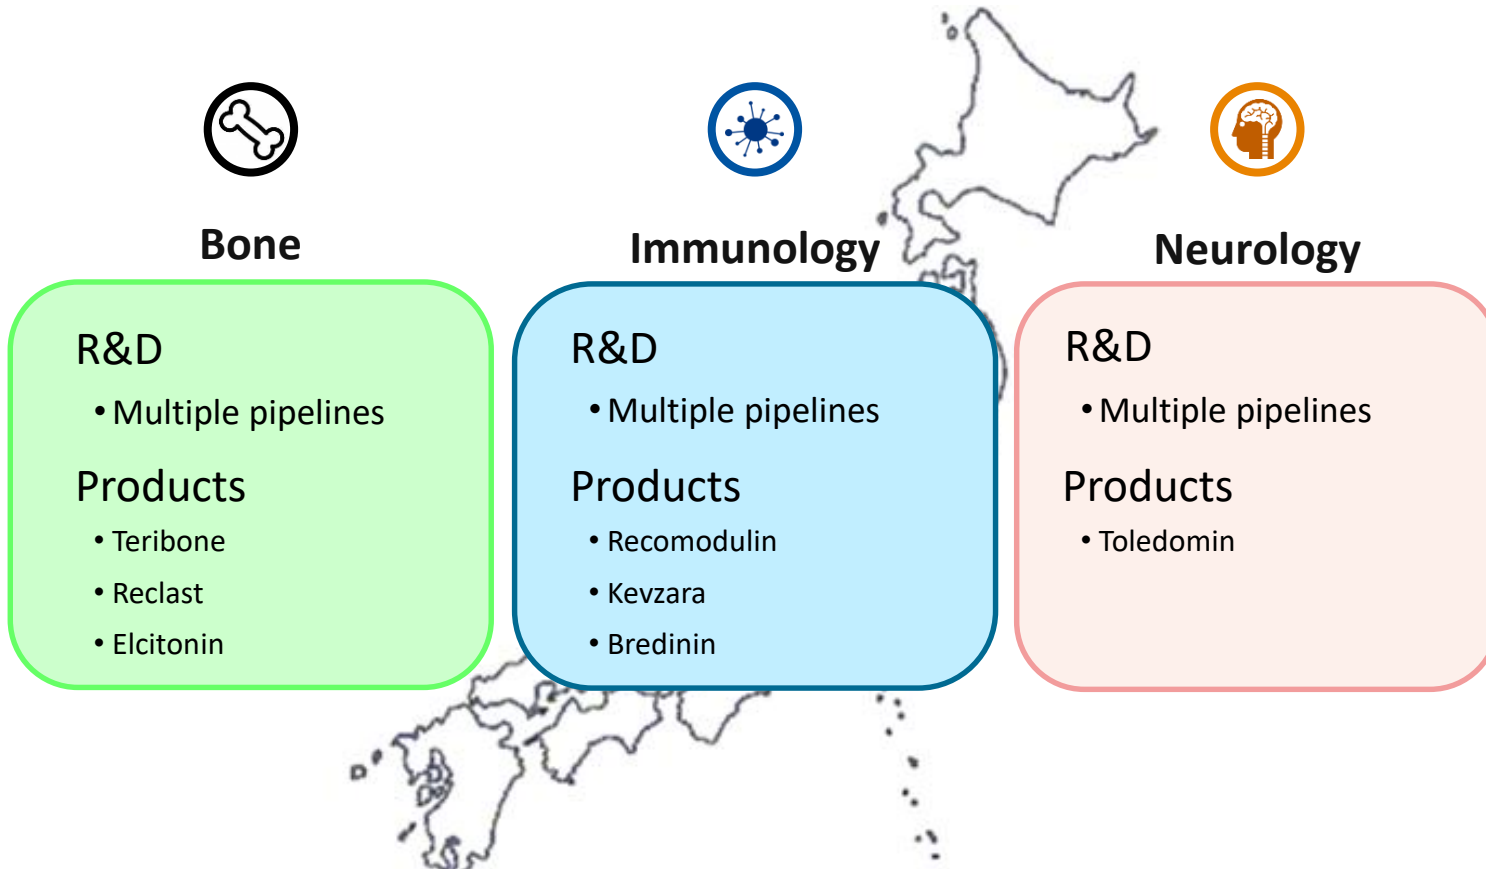 Bone
R&D
• Multiple pipelines
Products
• Teribone
• Reclast
• Elcitonin
Immunology
R&D
• Multiple pipelines
Products
• Recomodulin
• Kevzara
• Bredinin
Neurology
R&D
• Multiple pipelines
Products
• Toledomin